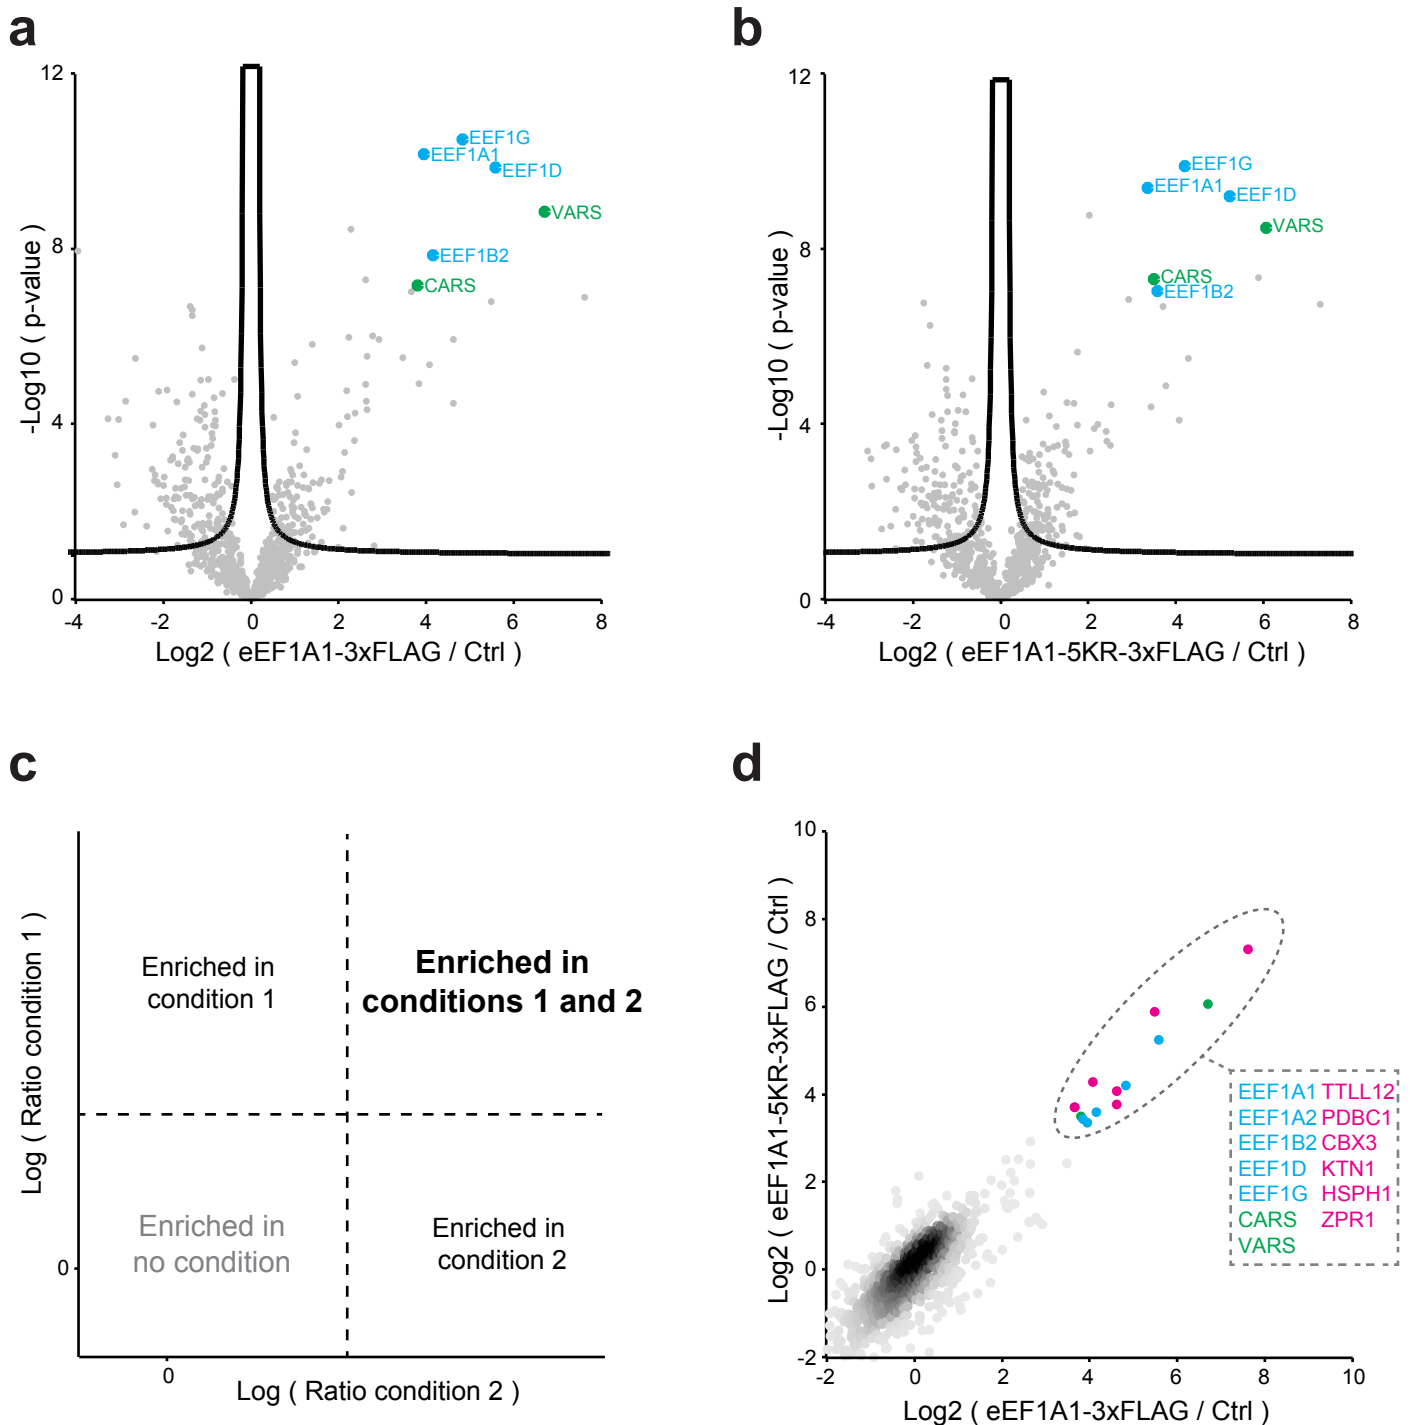 a
12
8
4
0
-Log10 ( p-value )
EEF1G
EEF1A1
EEF1D
VARS
EEF1B2
CARS
-4
-2
0
2
4
6
8
Log2 ( eEF1A1-3xFLAG / Ctrl )
b
12
8
4
0
-Log10 ( p-value )
EEF1G
EEF1A1
EEF1D
VARS
CARS
EEF1B2
-4
-2
0
2
4
6
8
Log2 ( eEF1A1-5KR-3xFLAG / Ctrl )
c
Log ( Ratio condition 1 )
Enriched in
condition 1
Enriched in
conditions 1 and 2
Enriched in
no condition
Enriched in
condition 2
0
0
Log ( Ratio condition 2 )
d
10
8
6
4
2
0
-2
Log2 ( eEF1A1-5KR-3xFLAG / Ctrl )
EEF1A1 TTLL12
EEF1A2 PDBC1
EEF1B2 CBX3
EEF1D KTN1
EEF1G HSPH1
CARS ZPR1
VARS
-2
0
2
4
6
8
10
Log2 ( eEF1A1-3xFLAG / Ctrl )